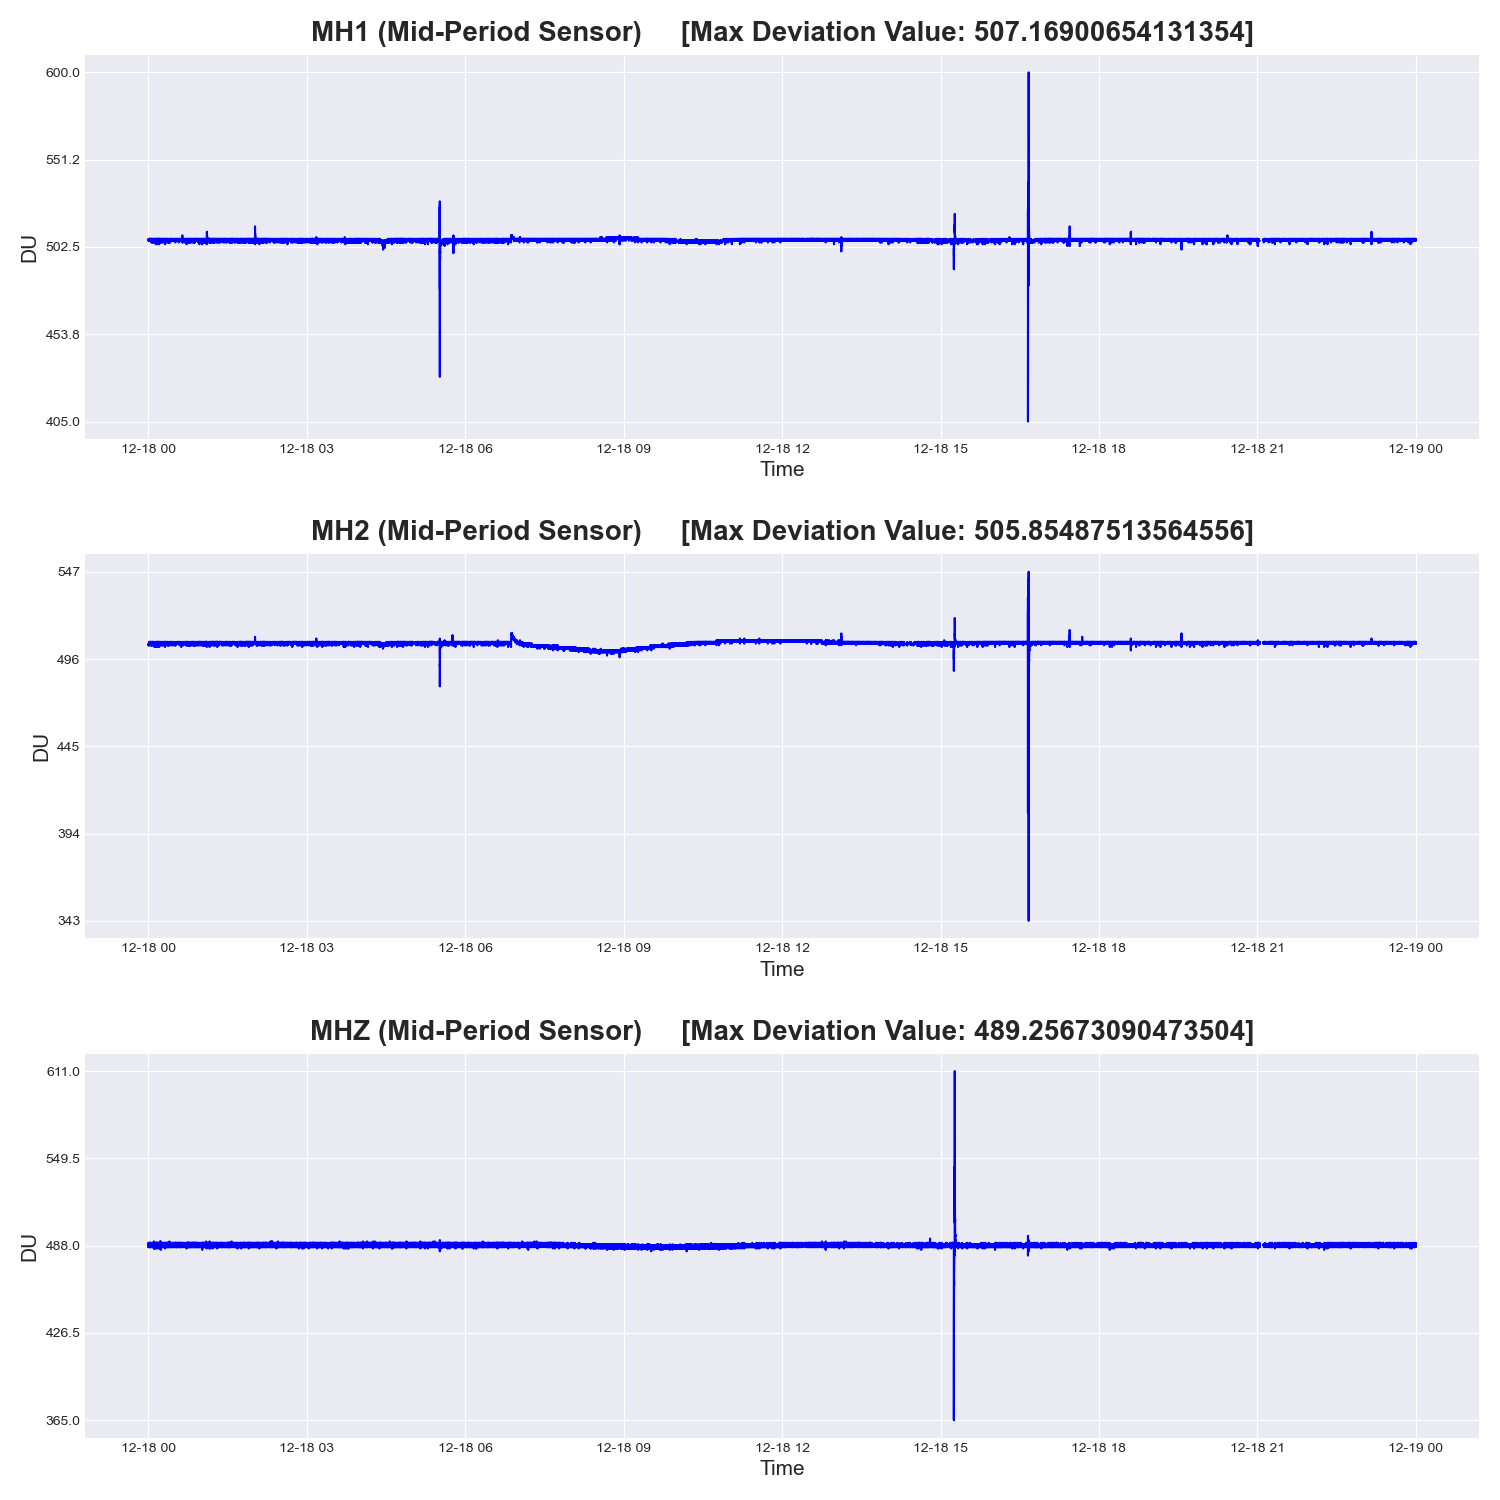 MH1 (Mid-Period Sensor) [Max Deviation Value: 507.16900654131354]
600.0
551.2
502.5
453.8
405.0
DU
12-18 00 12-18 03 12-18 06 12-18 09 12-18 12 12-18 15 12-18 18 12-18 21 12-19 00
Time
MH2 (Mid-Period Sensor) [Max Deviation Value: 505.85487513564556]
547
496
445
394
343
DU
12-18 00 12-18 03 12-18 06 12-18 09 12-18 12 12-18 15 12-18 18 12-18 21 12-19 00
Time
MHZ (Mid-Period Sensor) [Max Deviation Value: 489.25673090473504]
611.0
549.5
488.0
426.5
365.0
DU
12-18 00 12-18 03 12-18 06 12-18 09 12-18 12 12-18 15 12-18 18 12-18 21 12-19 00
Time